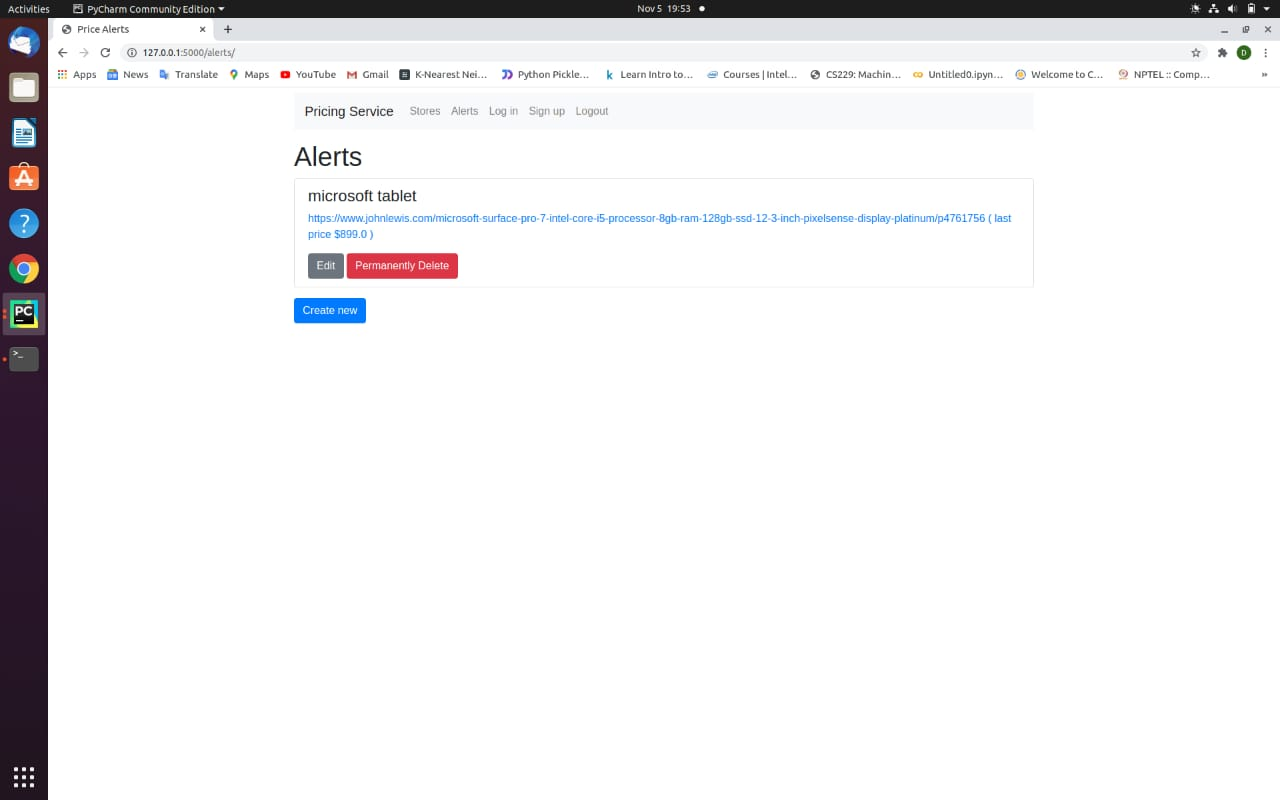 Activities PyCharm Community Edition Nov 5 19:53
Price Alerts
127.0.0.1:5000/alerts/
Apps News Translate Maps YouTube Gmail K-Nearest Nei... Python Pickle... Learn Intro to... Courses | Intel... CS229: Machin... Untitled0.ipyn... Welcome to C... NPTEL :: Comp... »
Pricing Service Stores Alerts Log in Sign up Logout
Alerts
microsoft tablet
https://www.johnlewis.com/microsoft-surface-pro-7-intel-core-i5-processor-8gb-ram-128gb-ssd-12-3-inch-pixelsense-display-platinum/p4761756 ( last
price $899.0 )
Edit Permanently Delete
Create new